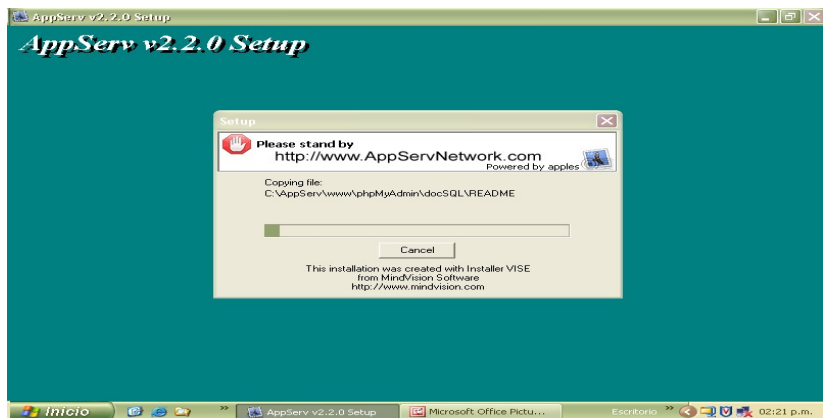 AppServ v2.2.0 Setup
AppServ v2.2.0 Setup
Setup
Please stand by
http://www.AppServNetwork.com
Powered by apples
Copying file:
C:\AppServ\www\phpMyAdmin\docSQL\README
Cancel
This installation was created with Installer VISE
from MindVision Software
http://www.mindvision.com
Inicio » AppServ v2.2.0 Setup Microsoft Office Pictu... Escritorio » 02:21 p.m.